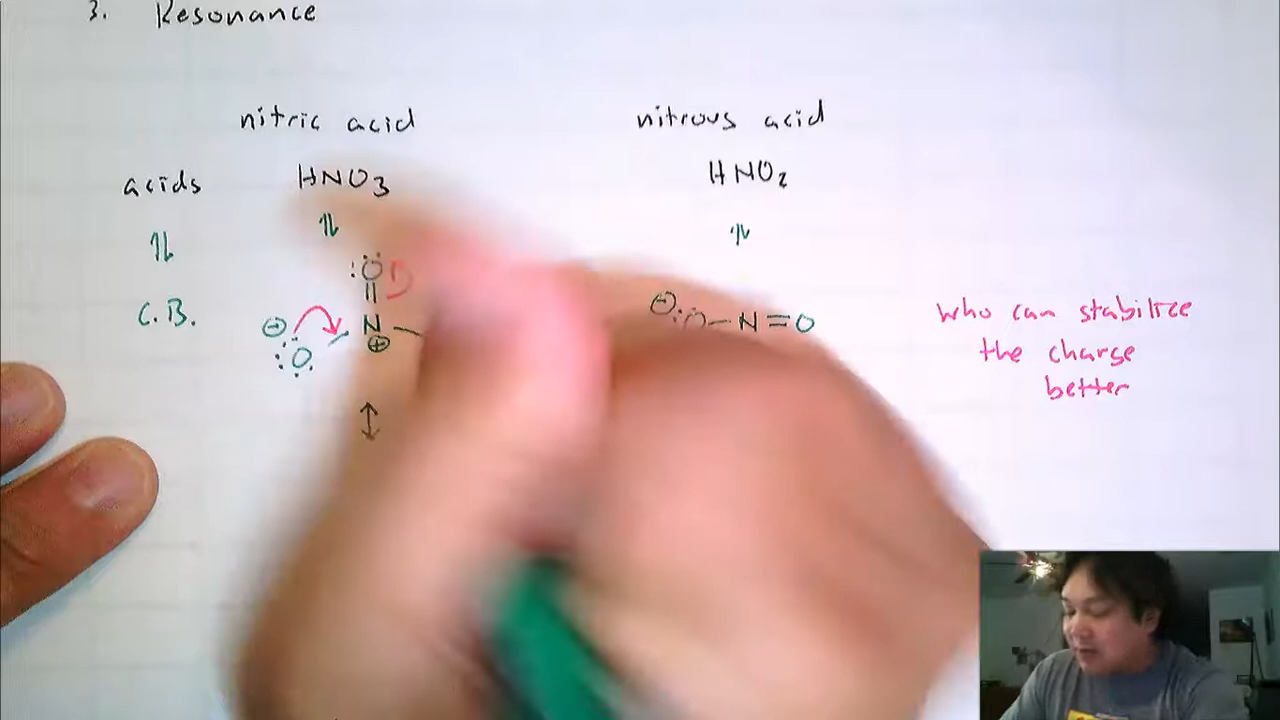 3. Resonance
nitric acid
nitrous acid
acids
HNO3
HNO2
⇌
⇌
⇌
:Ö
||
C.B.
⊖
N
⊕
:Ö:
⊖:O–N=O
↕
who can stabilize
the charge
better